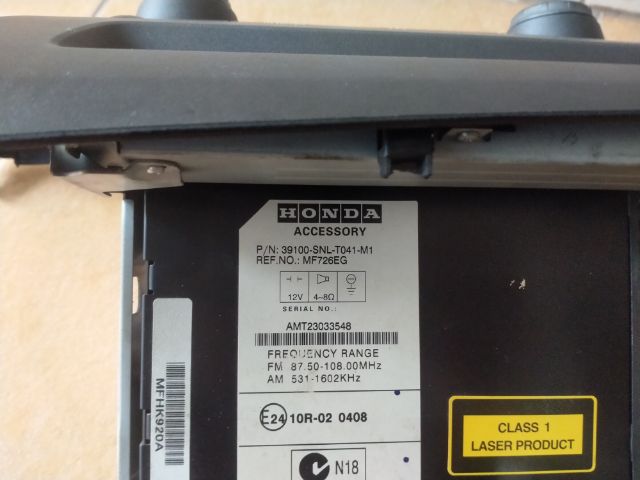 HONDA
ACCESSORY
P/N: 39100-SNL-T041-M1
REF.NO.: MF726EG
12V 4~8Ω
SERIAL NO.:
AMT23033548
FREQUENCY RANGE
FM 87.50-108.00MHz
AM 531-1602KHz
E24 10R-02 0408
N18
MFHK920A
CLASS 1
LASER PRODUCT